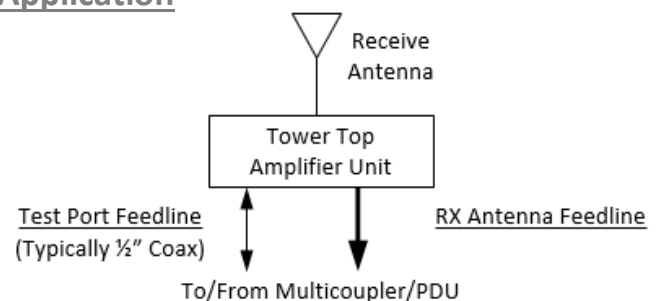 Application
Receive
Antenna
Tower Top
Amplifier Unit
Test Port Feedline
(Typically ½” Coax)
RX Antenna Feedline
To/From Multicoupler/PDU